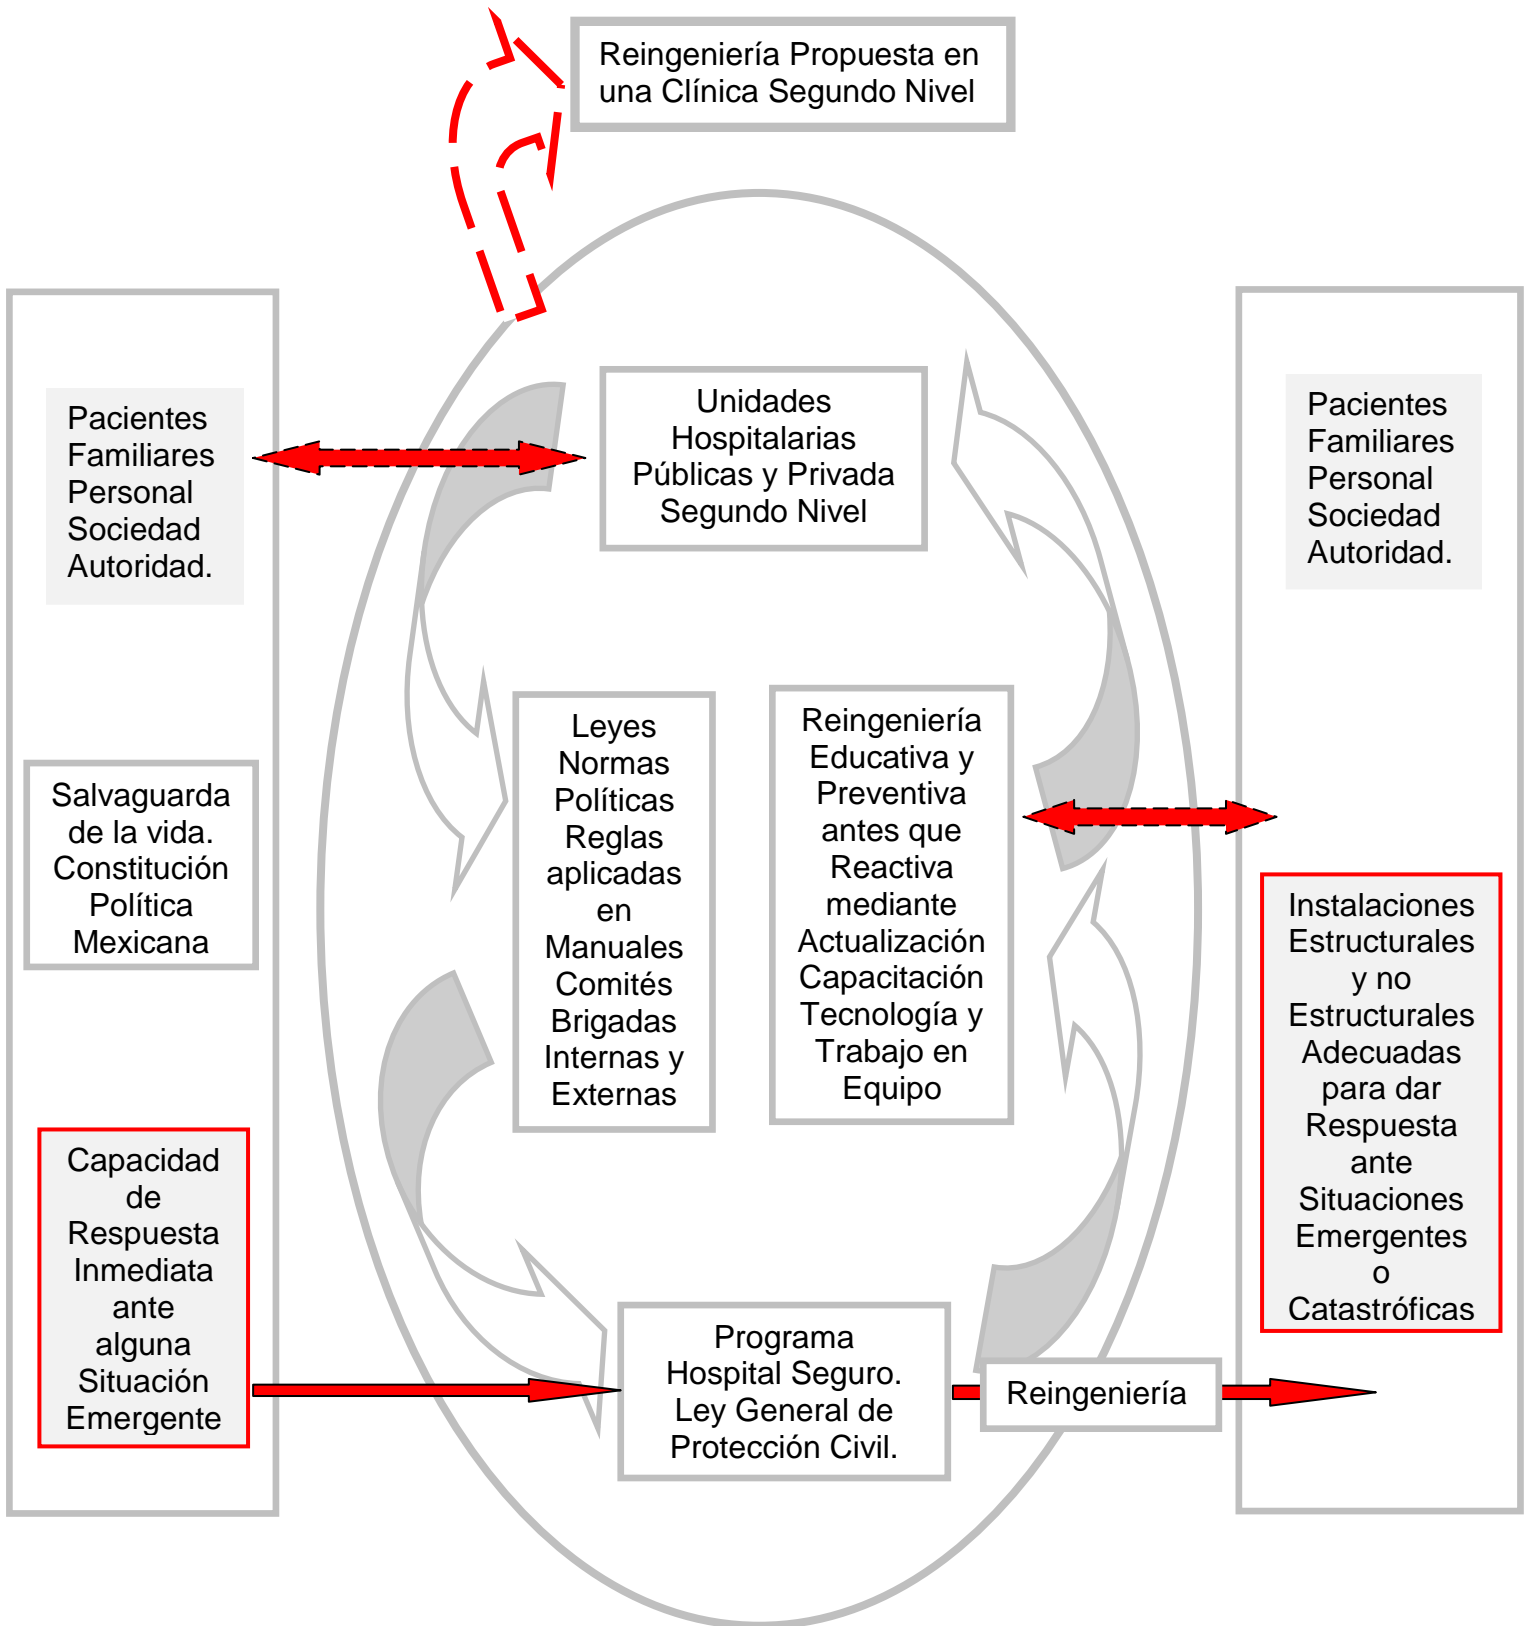 Reingeniería Propuesta en
una Clínica Segundo Nivel
Pacientes
Familiares
Personal
Sociedad
Autoridad.
Salvaguarda
de la vida.
Constitución
Política
Mexicana
Capacidad
de
Respuesta
Inmediata
ante
alguna
Situación
Emergente
Unidades
Hospitalarias
Públicas y Privada
Segundo Nivel
Leyes
Normas
Políticas
Reglas
aplicadas
en
Manuales
Comités
Brigadas
Internas y
Externas
Reingeniería
Educativa y
Preventiva
antes que
Reactiva
mediante
Actualización
Capacitación
Tecnología y
Trabajo en
Equipo
Programa
Hospital Seguro.
Ley General de
Protección Civil.
Reingeniería
Pacientes
Familiares
Personal
Sociedad
Autoridad.
Instalaciones
Estructurales
y no
Estructurales
Adecuadas
para dar
Respuesta
ante
Situaciones
Emergentes
o
Catastróficas